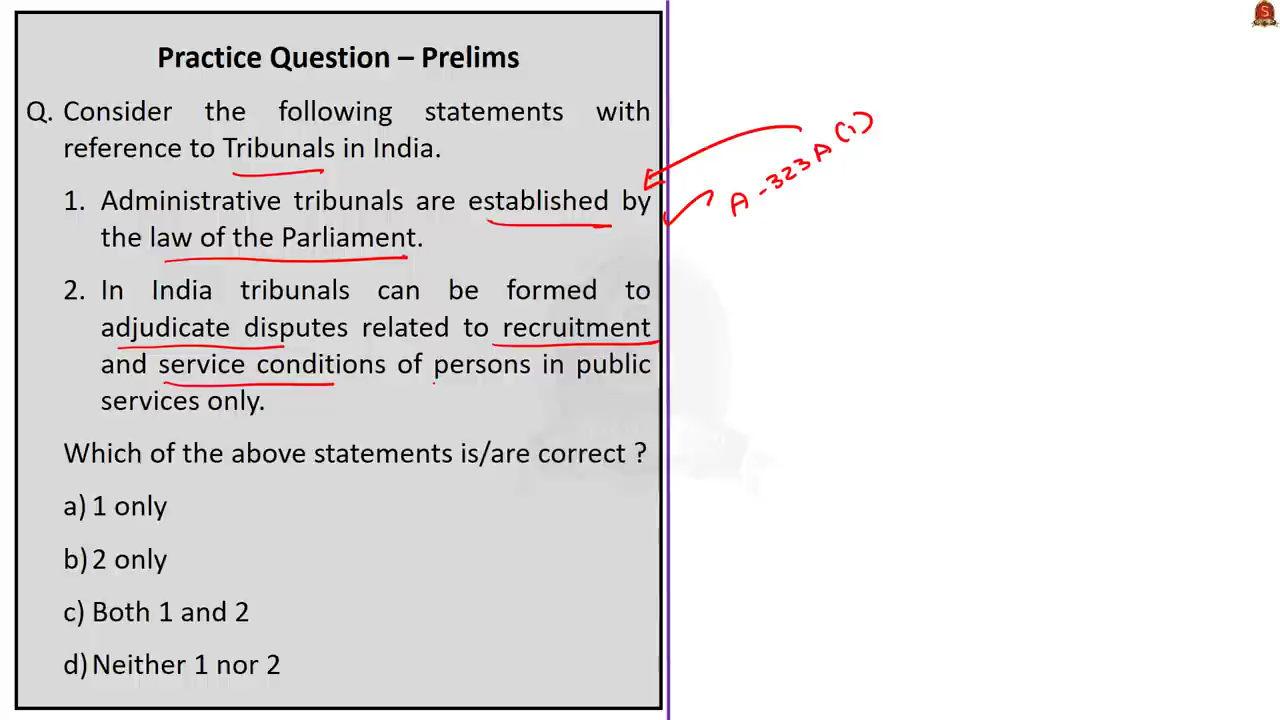 Practice Question – Prelims
Q. Consider the following statements with
reference to Tribunals in India.
1. Administrative tribunals are established by
the law of the Parliament.
2. In India tribunals can be formed to
adjudicate disputes related to recruitment
and service conditions of persons in public
services only.
Which of the above statements is/are correct ?
a) 1 only
b) 2 only
c) Both 1 and 2
d) Neither 1 nor 2
A-323A(1)
S